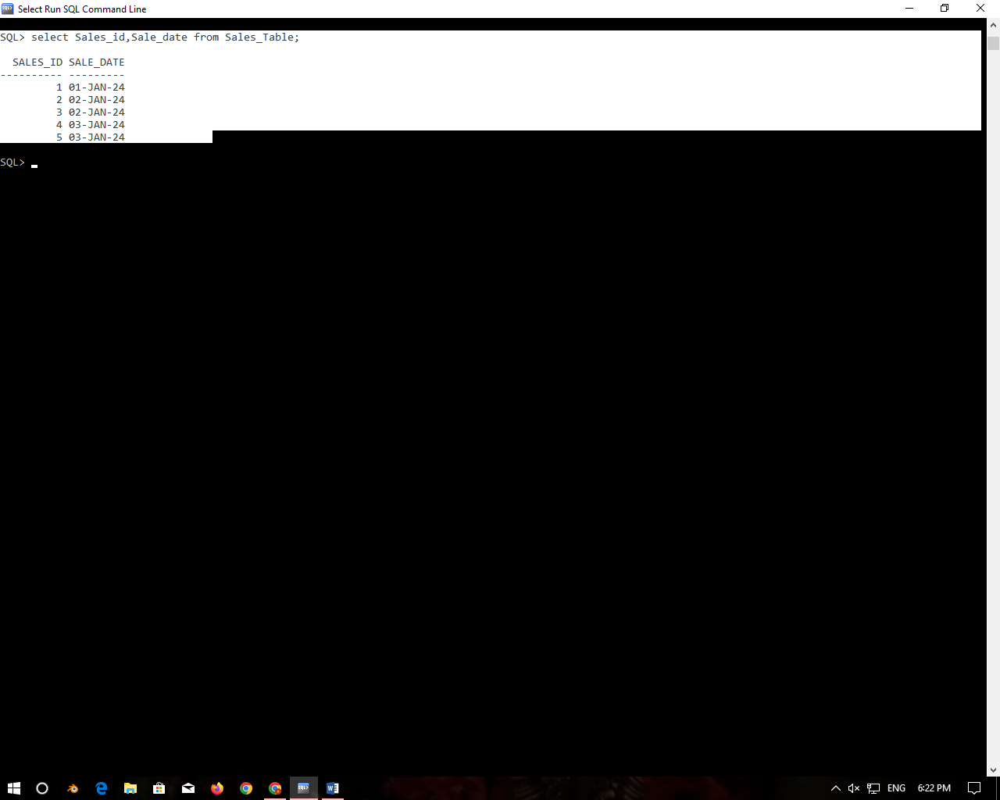 Select Run SQL Command Line
SQL> select Sales_id,Sale_date from Sales_Table;
SALES_ID SALE_DATE
---------- ---------
1 01-JAN-24
2 02-JAN-24
3 02-JAN-24
4 03-JAN-24
5 03-JAN-24
SQL>
ENG 6:22 PM